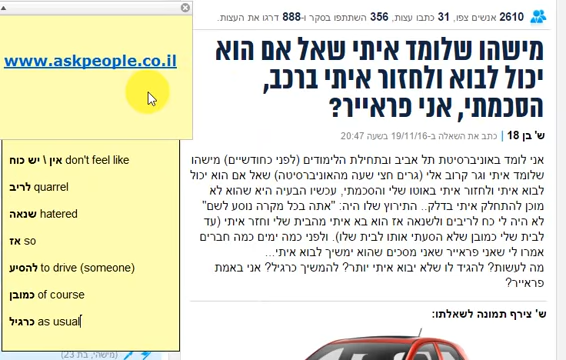 www.askpeople.co.il
אין \ יש כוח don't feel like
לריב quarrel
שנאה hatred
אז so
להסיע to drive (someone)
כמובן of course
כרגיל as usual
2610 אנשים צפו, 31 כתבו עצות, 356 השתתפו בסקר ו-888 דרגו את העצות.
מישהו שלומד איתי שאל אם הוא
יכול לבוא ולחזור איתי ברכב,
הסכמתי, אני פראייר?
ש' בן 18 | כתב את השאלה ב-19/11/16 בשעה 20:47
אני לומד באוניברסיטת תל אביב ובתחילת הלימודים (לפני כחודשיים) מישהו
שלומד איתי וגר קרוב אלי (גרים חצי שעה מהאוניברסיטה) שאל אם הוא יכול
לבוא איתי ולחזור איתי באוטו שלי והסכמתי, עכשיו הבעיה היא שהוא לא
מוכן להתחלק איתי בדלק.. התירוץ שלו היה: "אתה בכל מקרה נוסע לשם"
לא היה לי כח לריבים ולשנאה אז הוא בא איתי מהבית שלי וחזר איתי (עד
לבית שלי כמובן שלא הסעתי אותו לבית שלו). ולפני כמה ימים כמה חברים
אמרו לי שאני פראייר שאני מסכים שהוא ימשיך לבוא איתי...
מה לעשות? להגיד לו שלא יבוא איתי יותר? להמשיך כרגיל? אני באמת
פראייר?
ש' צירף תמונה לשאלתו:
(מישהי, בת 23)